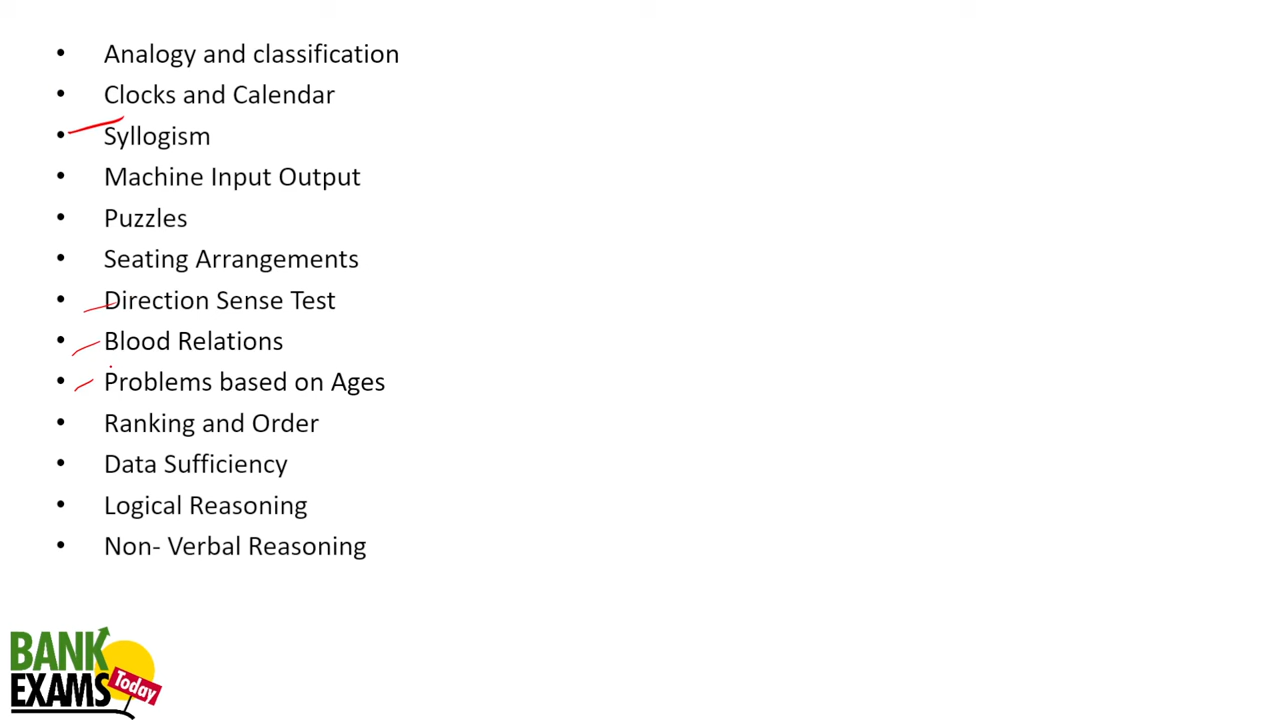 • Analogy and classification
• Clocks and Calendar
• Syllogism
• Machine Input Output
• Puzzles
• Seating Arrangements
• Direction Sense Test
• Blood Relations
• Problems based on Ages
• Ranking and Order
• Data Sufficiency
• Logical Reasoning
• Non- Verbal Reasoning
BANK
EXAMS Today